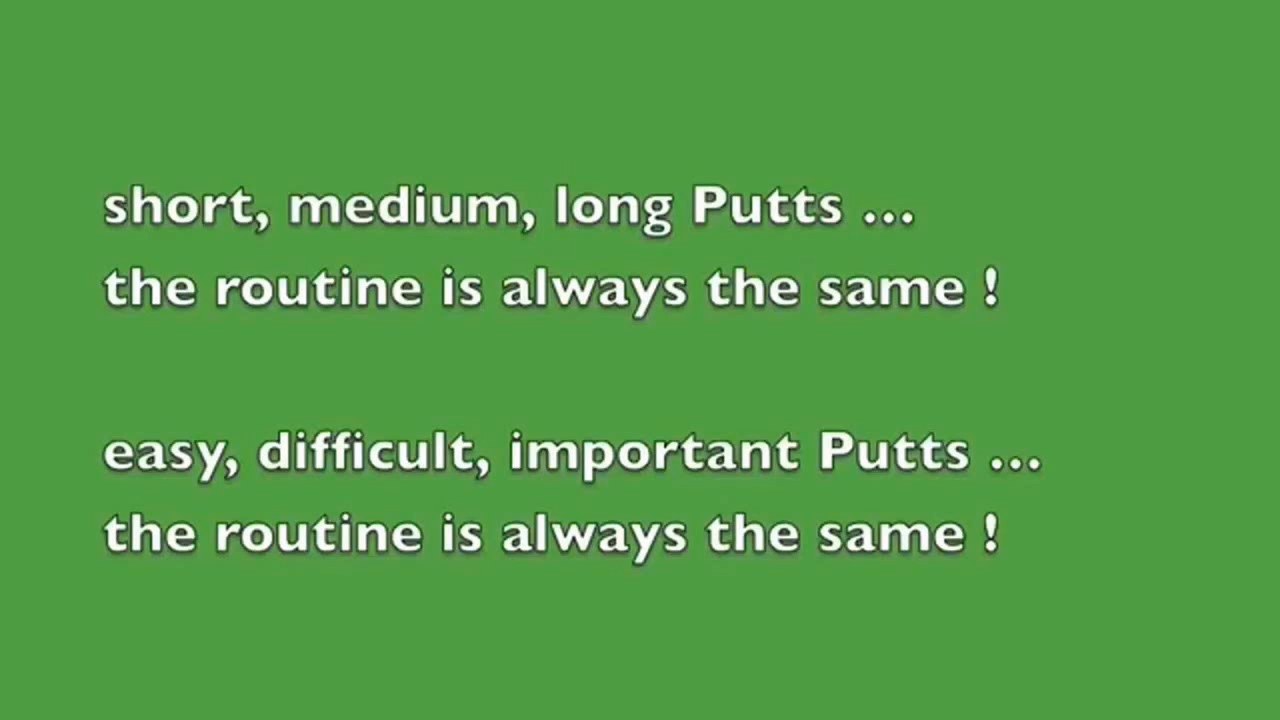 short, medium, long Putts ...
the routine is always the same !
easy, difficult, important Putts ...
the routine is always the same !